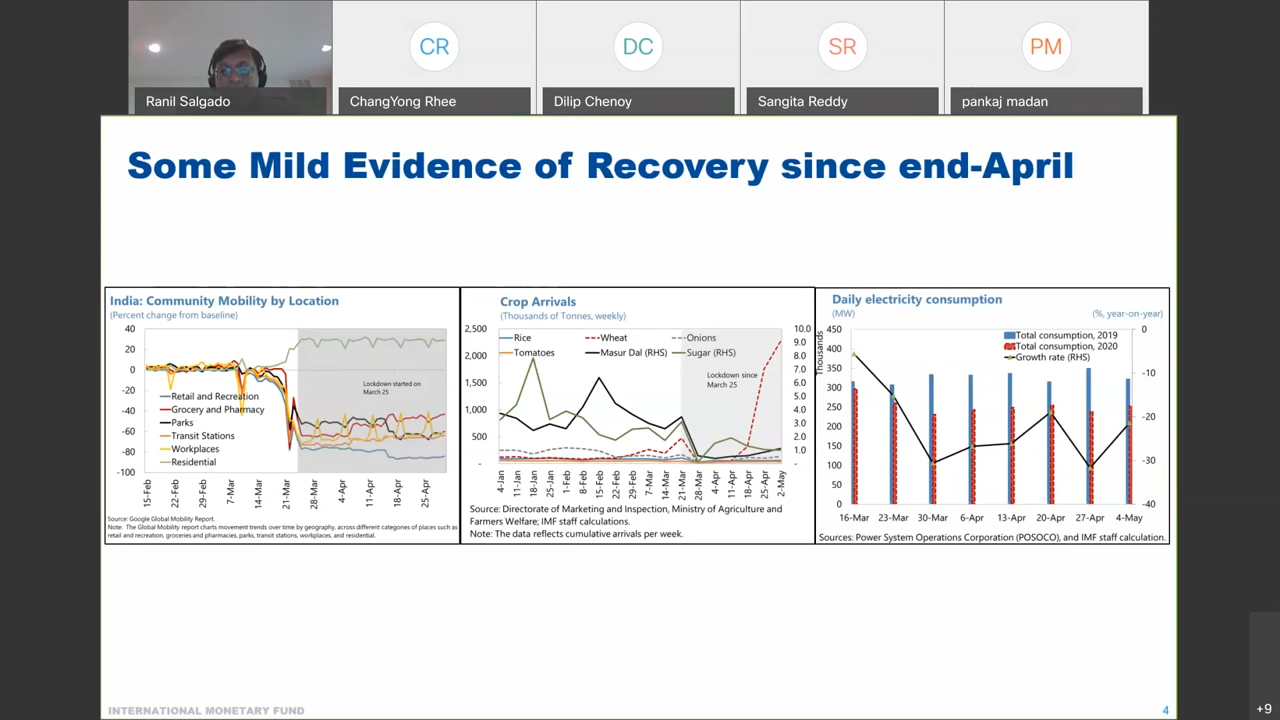 CR
DC
SR
PM
Ranil Salgado
ChangYong Rhee
Dilip Chenoy
Sangita Reddy
pankaj madan
Some Mild Evidence of Recovery since end-April
India: Community Mobility by Location
(Percent change from baseline)
40
20
0
-20
-40
-60
-80
-100
Lockdown started on
March 25
Retail and Recreation
Grocery and Pharmacy
Parks
Transit Stations
Workplaces
Residential
15-Feb
22-Feb
29-Feb
7-Mar
14-Mar
21-Mar
28-Mar
4-Apr
11-Apr
18-Apr
25-Apr
Source: Google Global Mobility Report.
Note: The Global Mobility report charts movement trends over time by geography, across different categories of places such as
retail and recreation, groceries and pharmacies, parks, transit stations, workplaces, and residential.
Crop Arrivals
(Thousands of Tonnes, weekly)
2,500
2,000
1,500
1,000
500
-
Rice
Wheat
Onions
Tomatoes
Masur Dal (RHS)
Sugar (RHS)
Lockdown since
March 25
10.0
9.0
8.0
7.0
6.0
5.0
4.0
3.0
2.0
1.0
-
4-Jan
11-Jan
18-Jan
25-Jan
1-Feb
8-Feb
15-Feb
22-Feb
29-Feb
7-Mar
14-Mar
21-Mar
28-Mar
4-Apr
11-Apr
18-Apr
25-Apr
2-May
Source: Directorate of Marketing and Inspection, Ministry of Agriculture and
Farmers Welfare; IMF staff calculations.
Note: The data reflects cumulative arrivals per week.
Daily electricity consumption
(MW)
(%, year-on-year)
Thousands
450
400
350
300
250
200
150
100
50
0
Total consumption, 2019
Total consumption, 2020
Growth rate (RHS)
0
-10
-20
-30
-40
16-Mar
23-Mar
30-Mar
6-Apr
13-Apr
20-Apr
27-Apr
4-May
Sources: Power System Operations Corporation (POSOCO), and IMF staff calculation.
INTERNATIONAL MONETARY FUND
4
+9